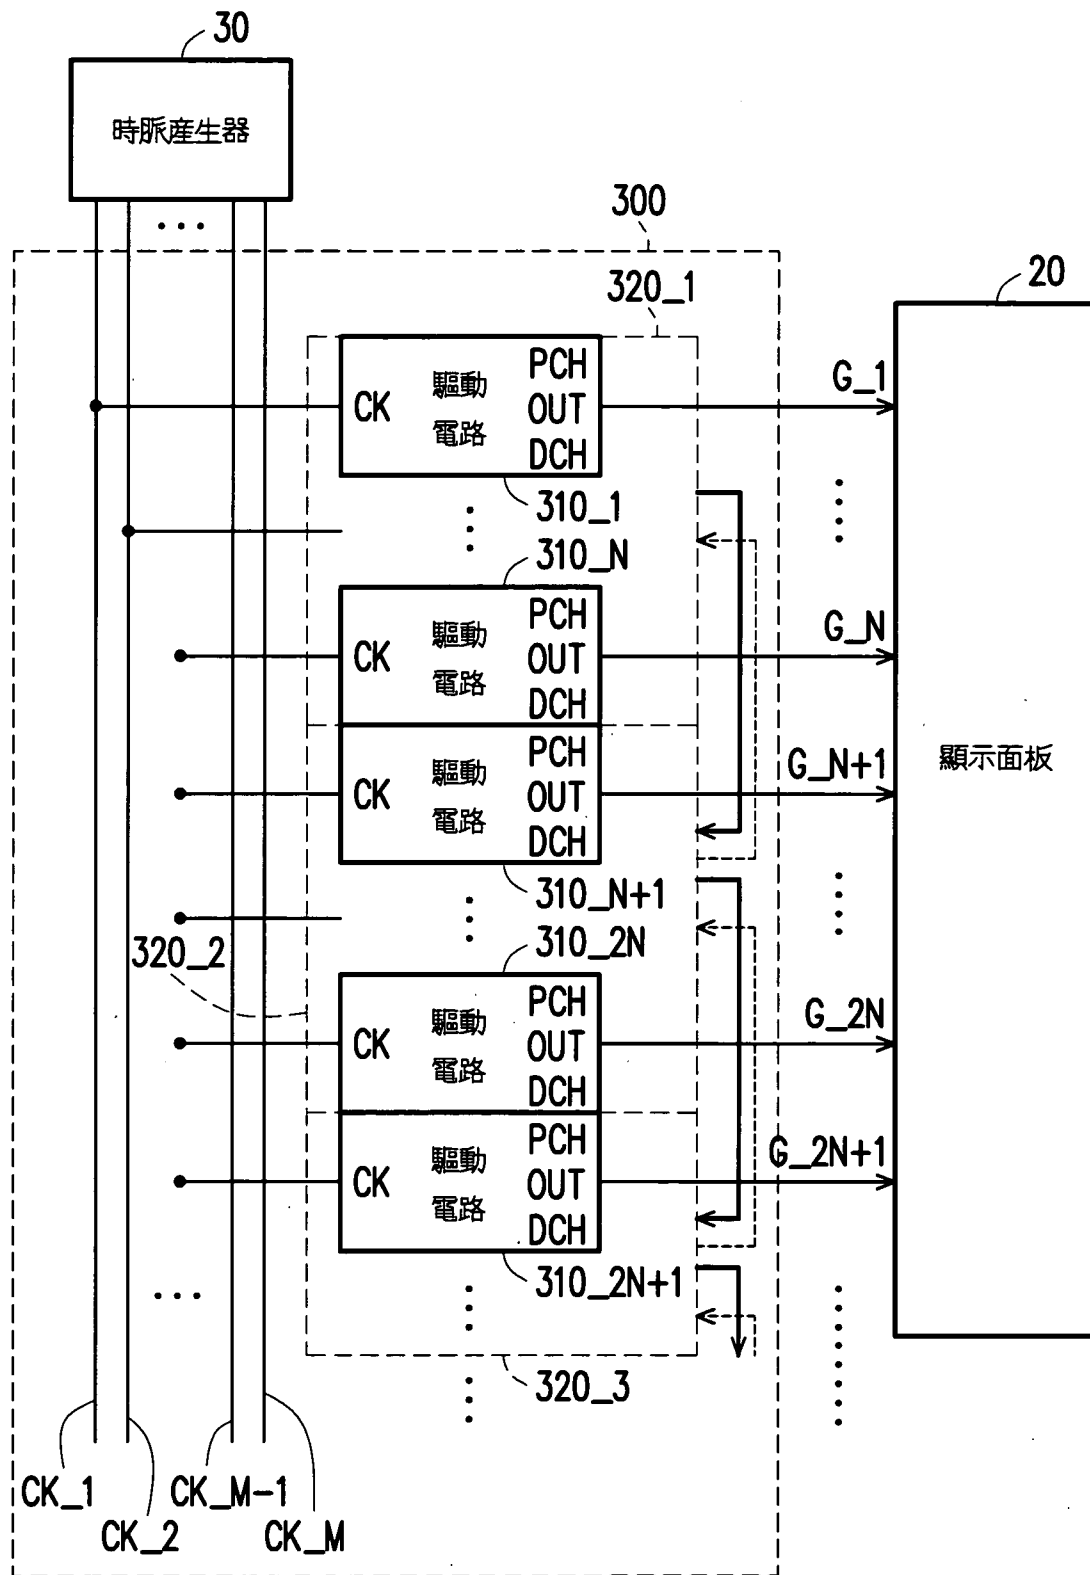 30
時脈產生器
...
300
320_1
20
PCH
CK 驅動 OUT
電路 DCH
G_1
310_1
310_N
PCH
CK 驅動 OUT
電路 DCH
G_N
PCH
CK 驅動 OUT
電路 DCH
G_N+1
顯示面板
310_N+1
310_2N
320_2
PCH
CK 驅動 OUT
電路 DCH
G_2N
PCH
CK 驅動 OUT
電路 DCH
G_2N+1
310_2N+1
...
320_3
CK_1
CK_2
CK_M-1
CK_M